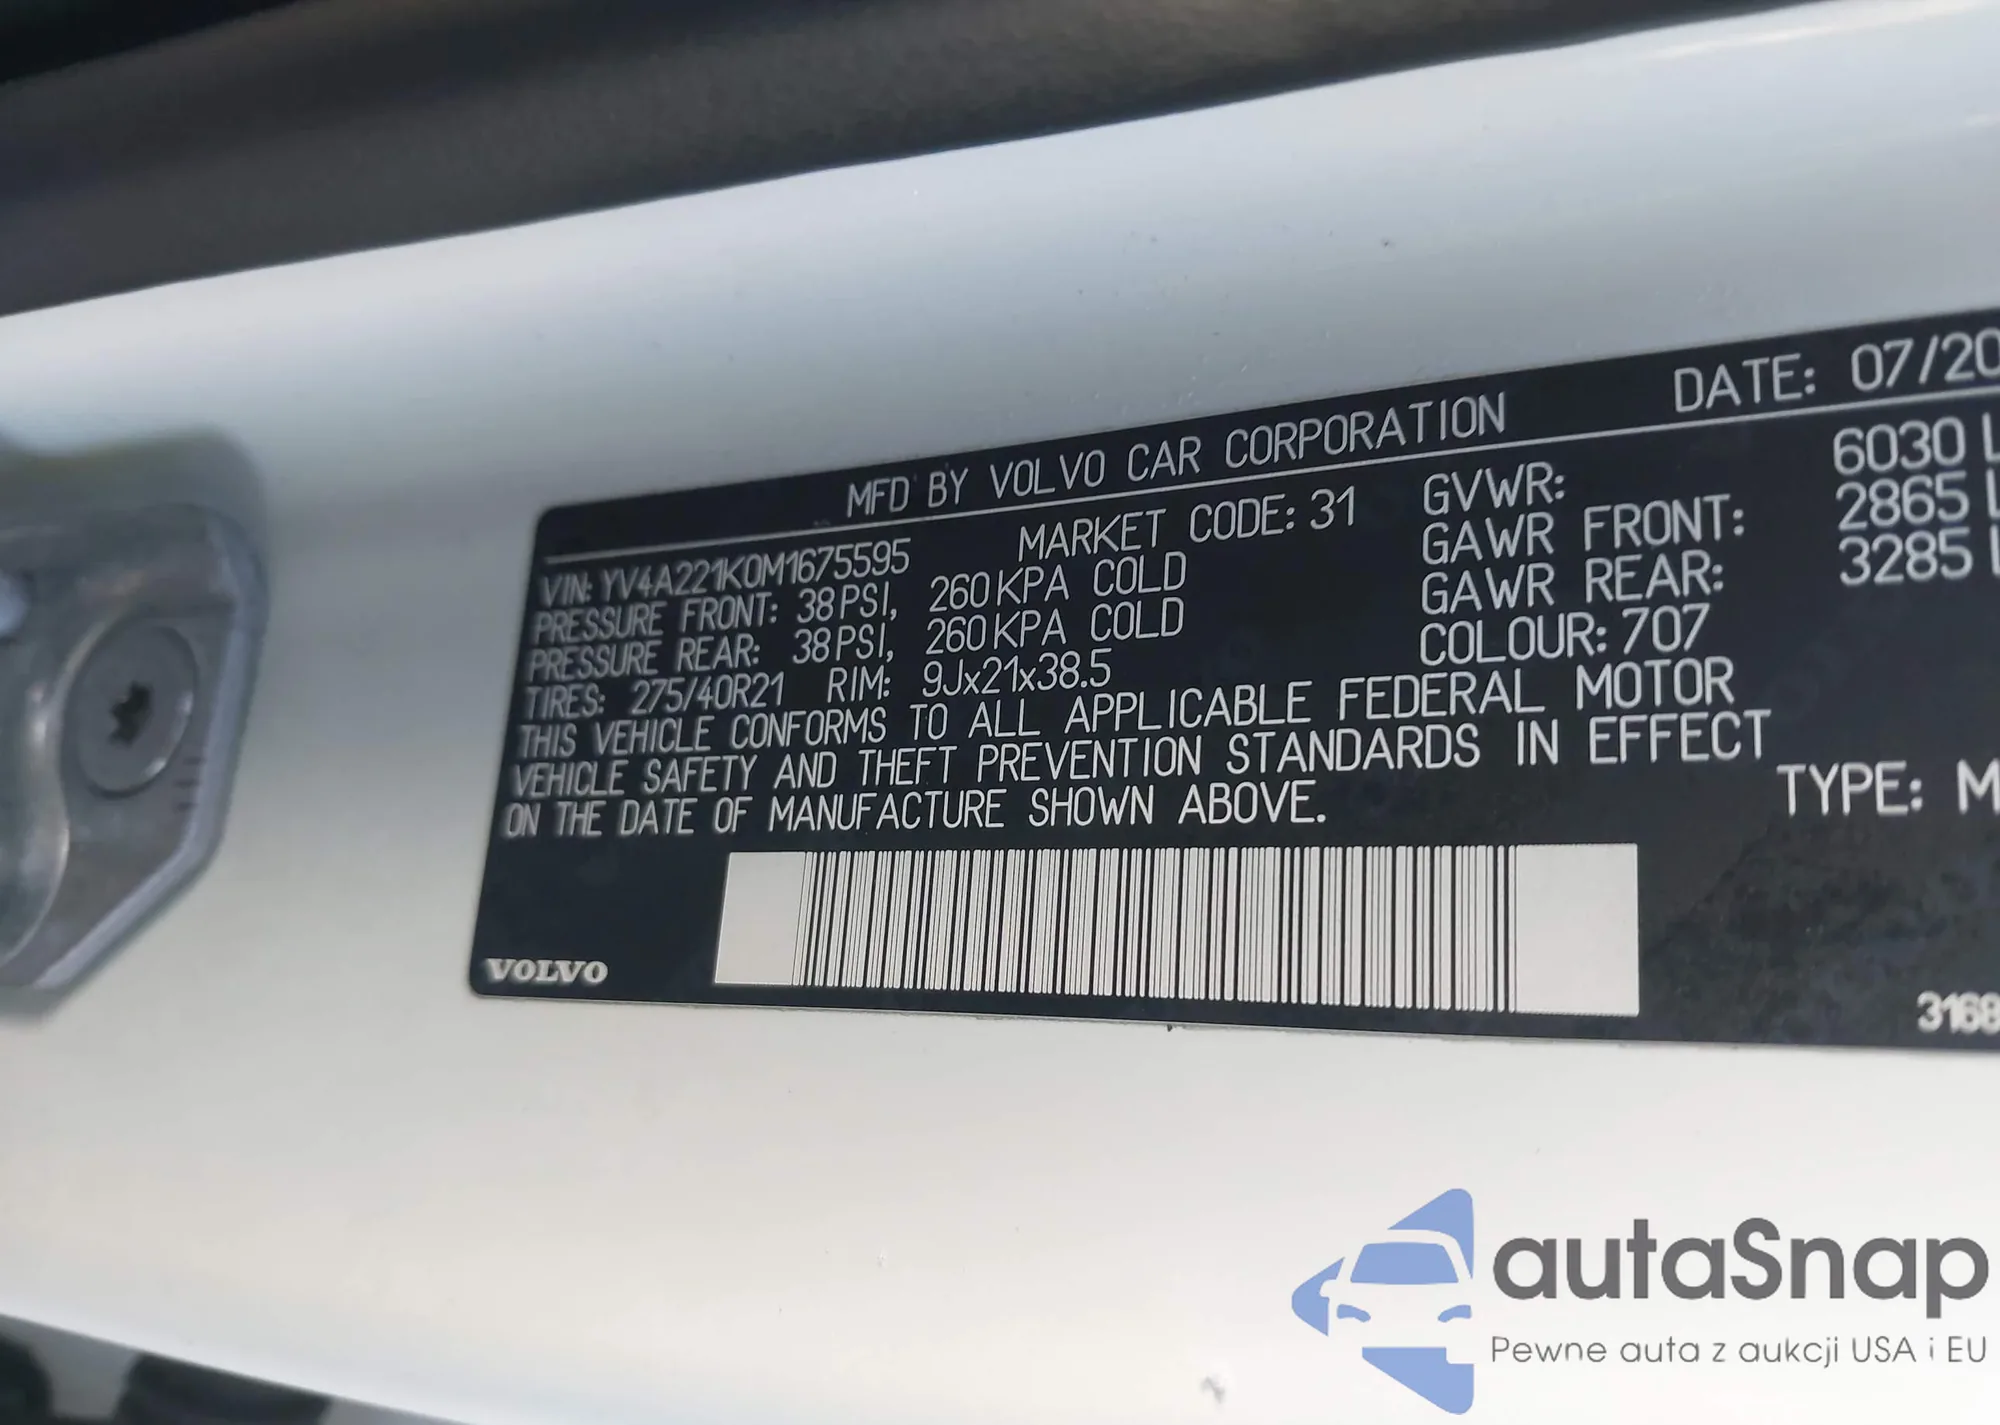 MFD BY VOLVO CAR CORPORATION DATE: 07/20
VIN: YV4A221K0M1675595 MARKET CODE: 31 GVWR: 6030 L
PRESSURE FRONT: 38 PSI, 260 KPA COLD GAWR FRONT: 2865 L
PRESSURE REAR: 38 PSI, 260 KPA COLD GAWR REAR: 3285 L
TIRES: 275/40R21 RIM: 9Jx21x38.5 COLOUR: 707
THIS VEHICLE CONFORMS TO ALL APPLICABLE FEDERAL MOTOR
VEHICLE SAFETY AND THEFT PREVENTION STANDARDS IN EFFECT
ON THE DATE OF MANUFACTURE SHOWN ABOVE.
TYPE: M
VOLVO
3168
autaSnap
Pewne auta z aukcji USA i EU